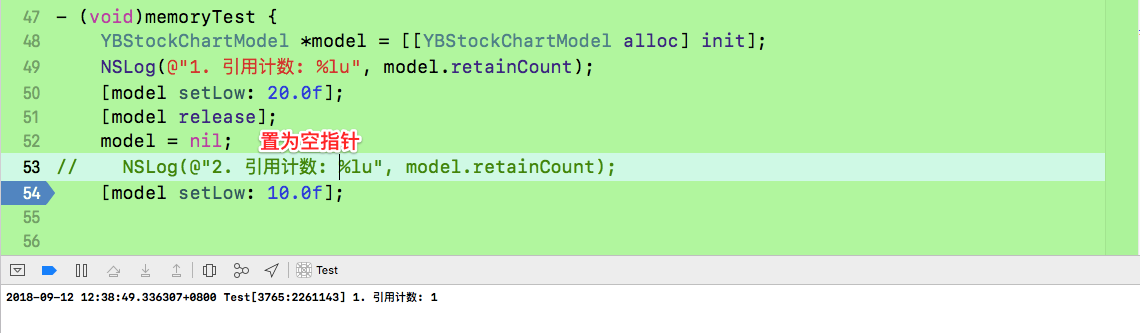 47 - (void)memoryTest {
48     YBStockChartModel *model = [[YBStockChartModel alloc] init];
49     NSLog(@"1. 引用计数: %lu", model.retainCount);
50     [model setLow: 20.0f];
51     [model release];
52     model = nil; 置为空指针
53 //    NSLog(@"2. 引用计数: %lu", model.retainCount);
54     [model setLow: 10.0f];
55
56
Test
2018-09-12 12:38:49.336307+0800 Test[3765:2261143] 1. 引用计数: 1